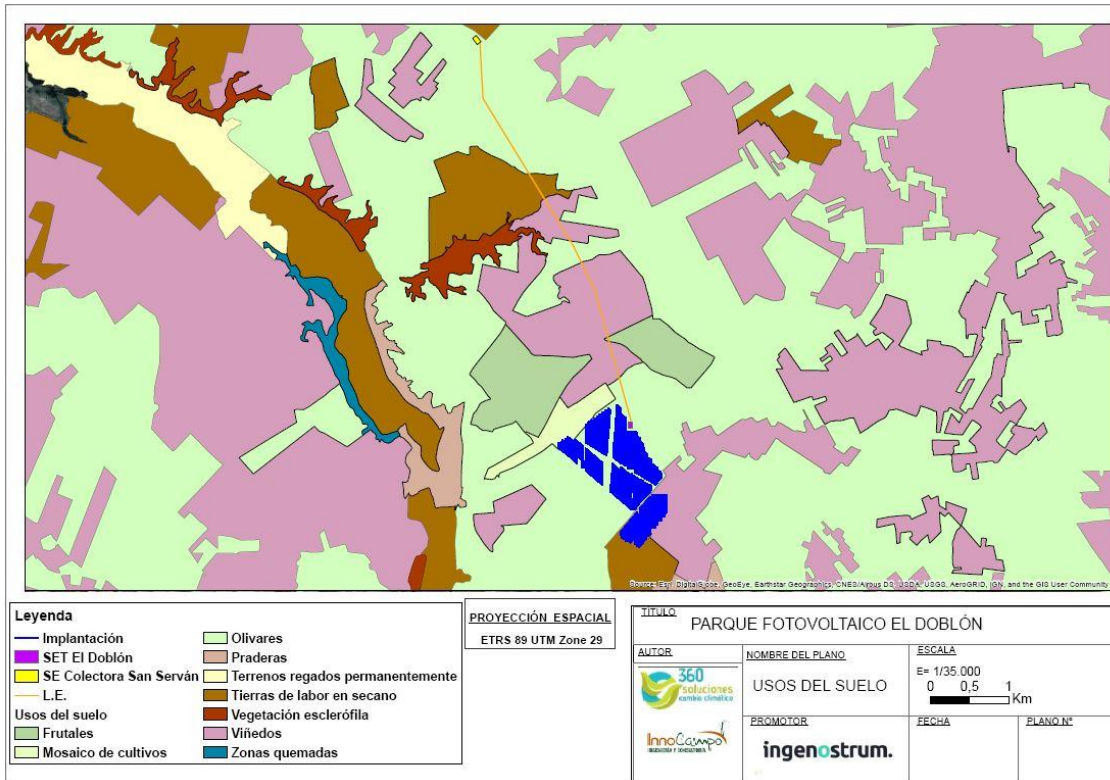 Source: Esri, DigitalGlobe, GeoEye, Earthstar Geographics, CNES/Airbus DS, USDA, USGS, AeroGRID, IGN, and the GIS User Community
Leyenda
Implantación
SET El Doblón
SE Colectora San Serván
L.E.
Usos del suelo
Frutales
Mosaico de cultivos
Olivares
Praderas
Terrenos regados permanentemente
Tierras de labor en secano
Vegetación esclerófila
Viñedos
Zonas quemadas
PROYECCIÓN ESPACIAL
ETRS 89 UTM Zone 29
TÍTULO
PARQUE FOTOVOLTAICO EL DOBLÓN
AUTOR
360
soluciones
cambio climático
InnoCampo
INGENIERÍA Y CONSULTORÍA
NOMBRE DEL PLANO
USOS DEL SUELO
ESCALA
E= 1/35.000
0 0,5 1
Km
PROMOTOR
ingenostrum.
FECHA
PLANO Nº